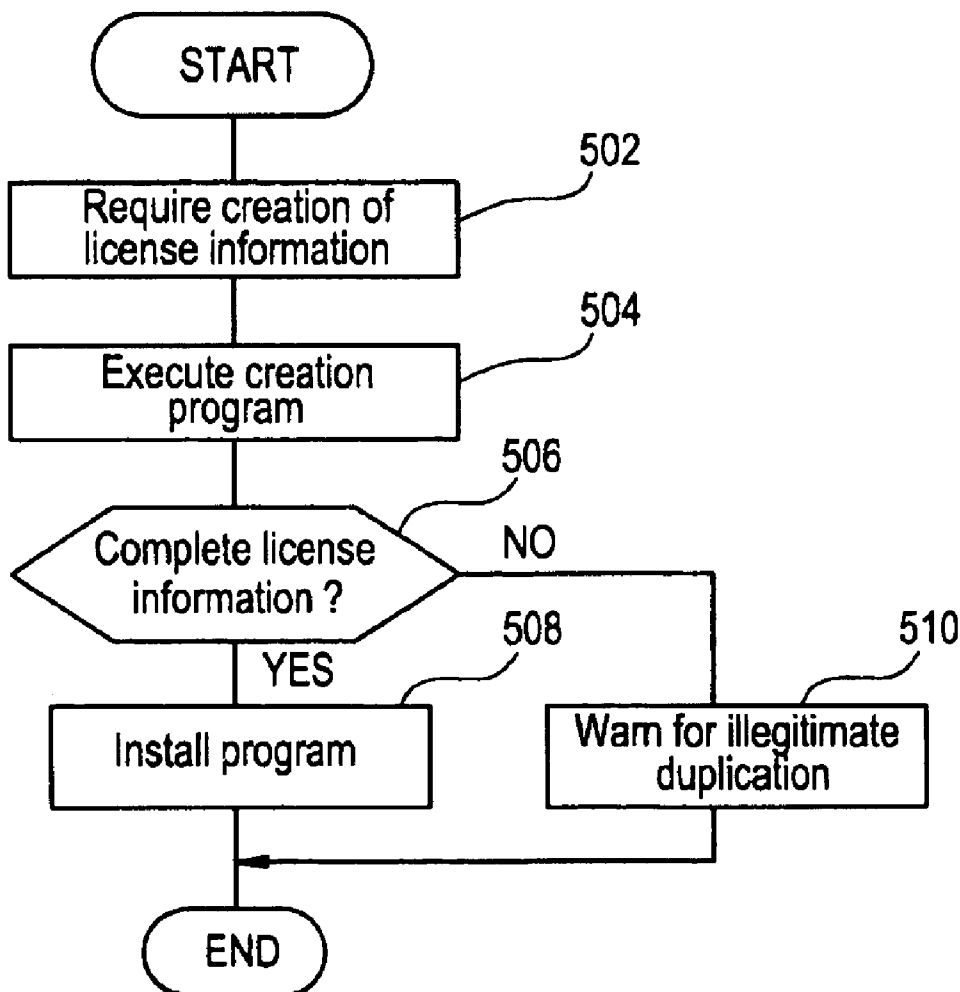 START
502
Require creation of
license information
504
Execute creation
program
506
Complete license
information ?
NO
YES
508
510
Install program
Warn for illegitimate
duplication
END